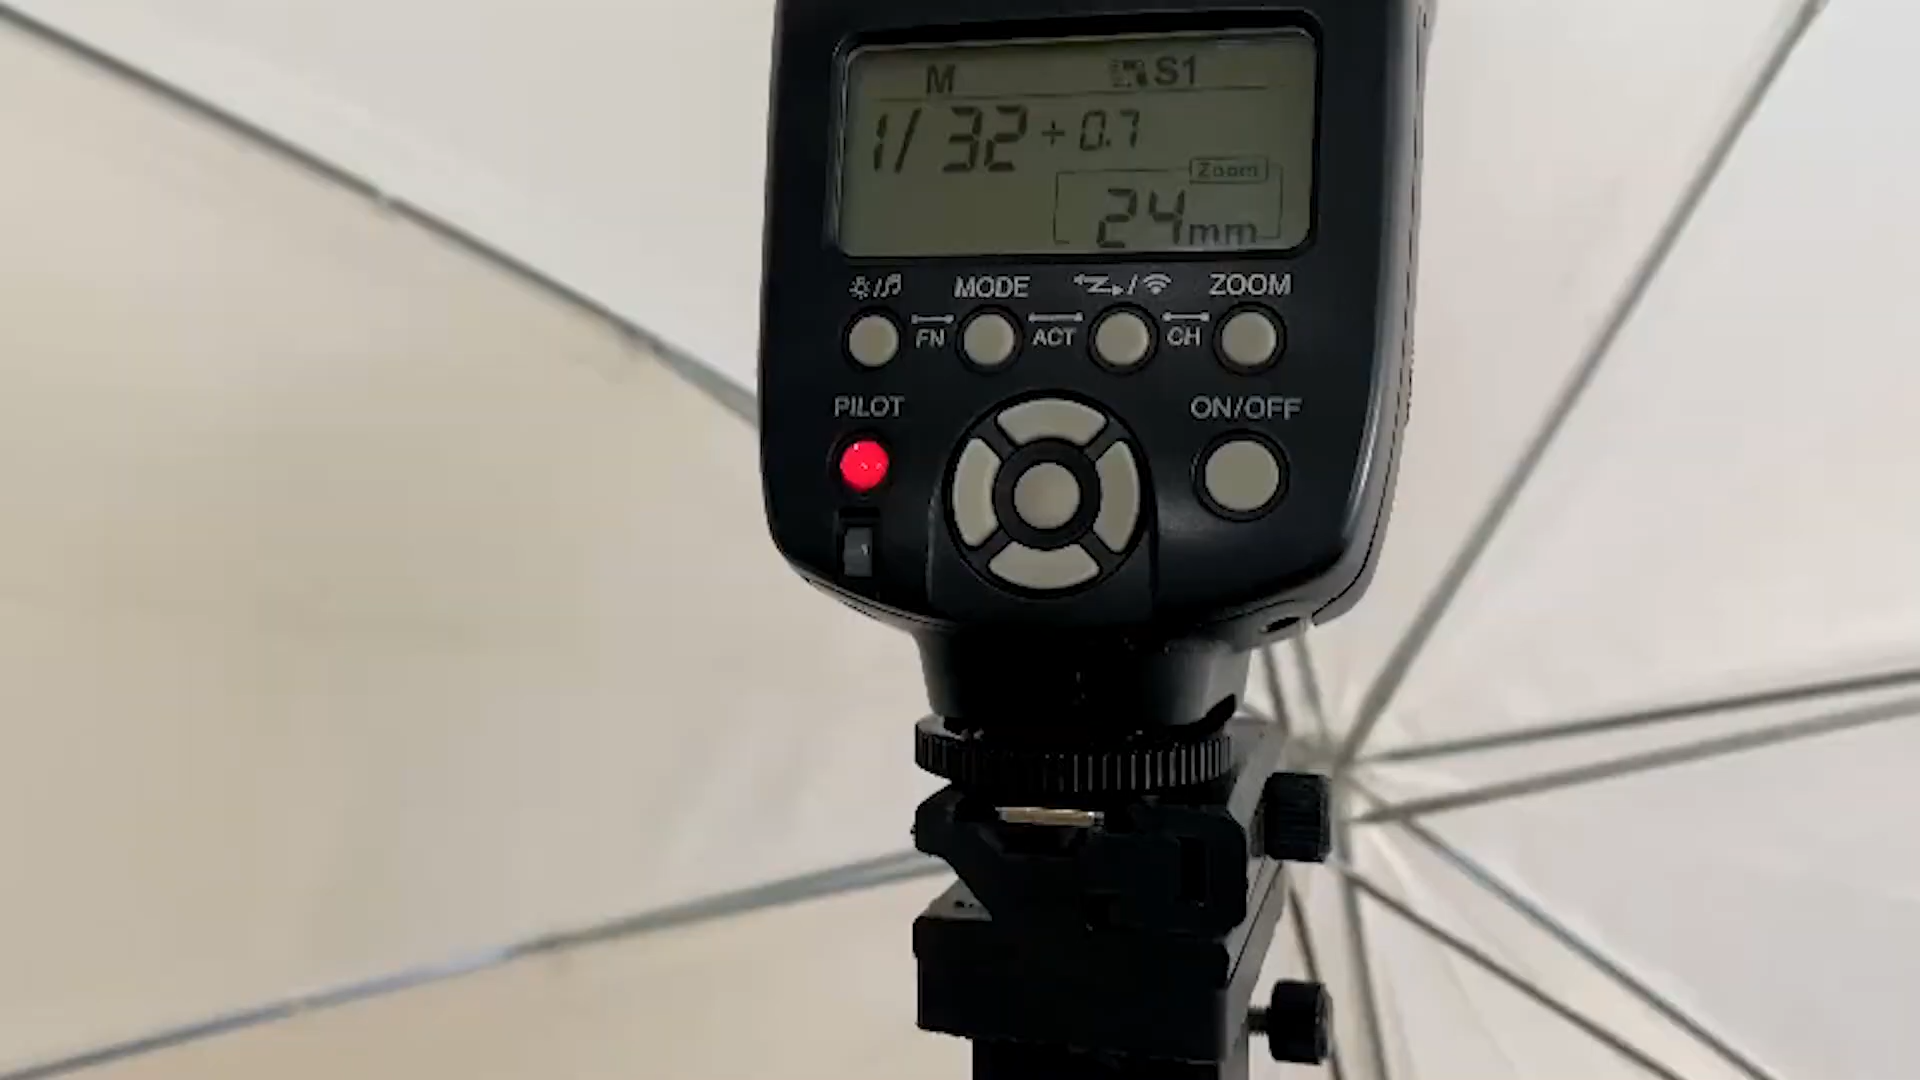 M S1
1/32 + 0.7
Zoom
24mm
MODE / ZOOM
FN ACT CH
PILOT ON/OFF